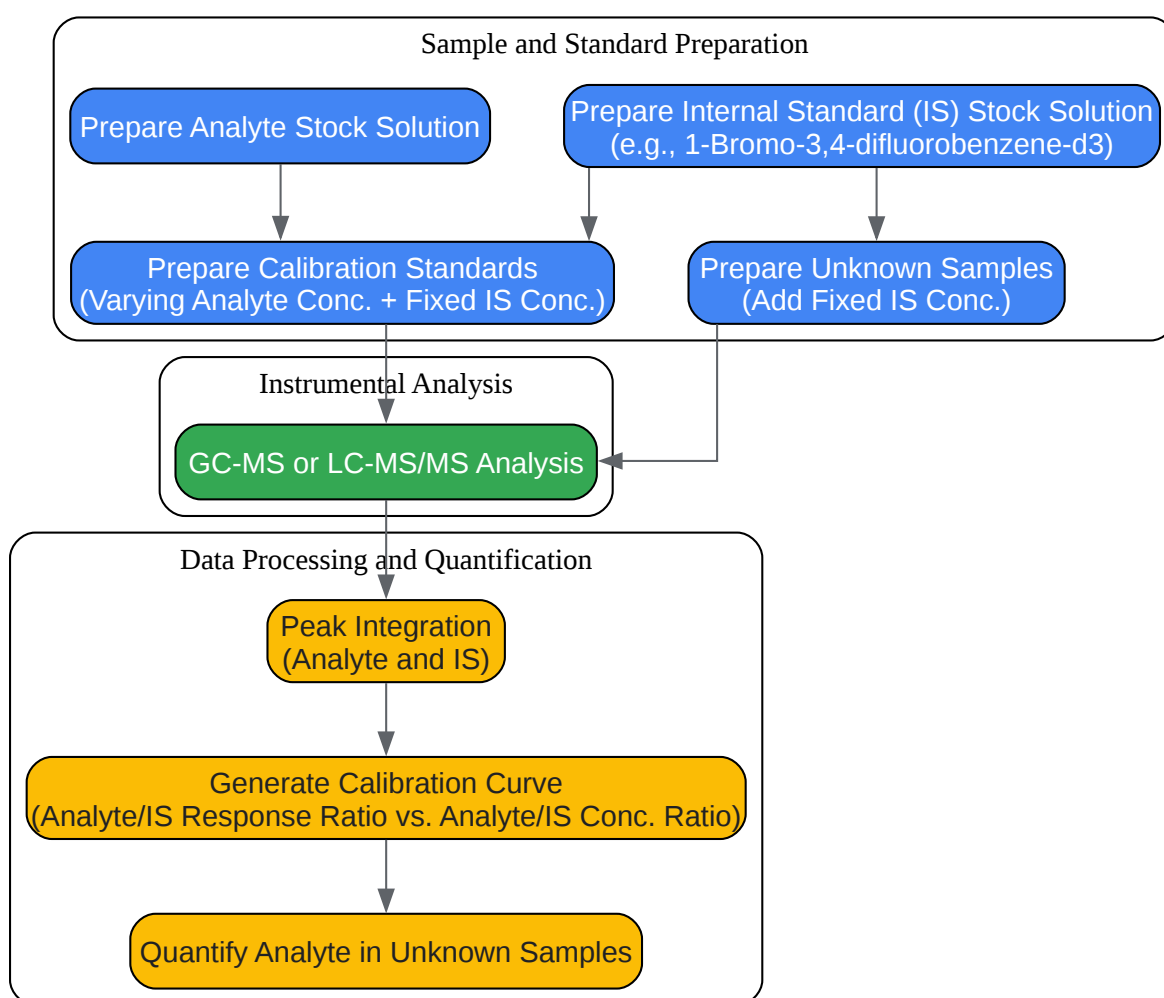 Sample and Standard Preparation
Prepare Analyte Stock Solution
Prepare Internal Standard (IS) Stock Solution
(e.g., 1-Bromo-3,4-difluorobenzene-d3)
Prepare Calibration Standards
(Varying Analyte Conc. + Fixed IS Conc.)
Prepare Unknown Samples
(Add Fixed IS Conc.)
Instrumental Analysis
GC-MS or LC-MS/MS Analysis
Data Processing and Quantification
Peak Integration
(Analyte and IS)
Generate Calibration Curve
(Analyte/IS Response Ratio vs. Analyte/IS Conc. Ratio)
Quantify Analyte in Unknown Samples